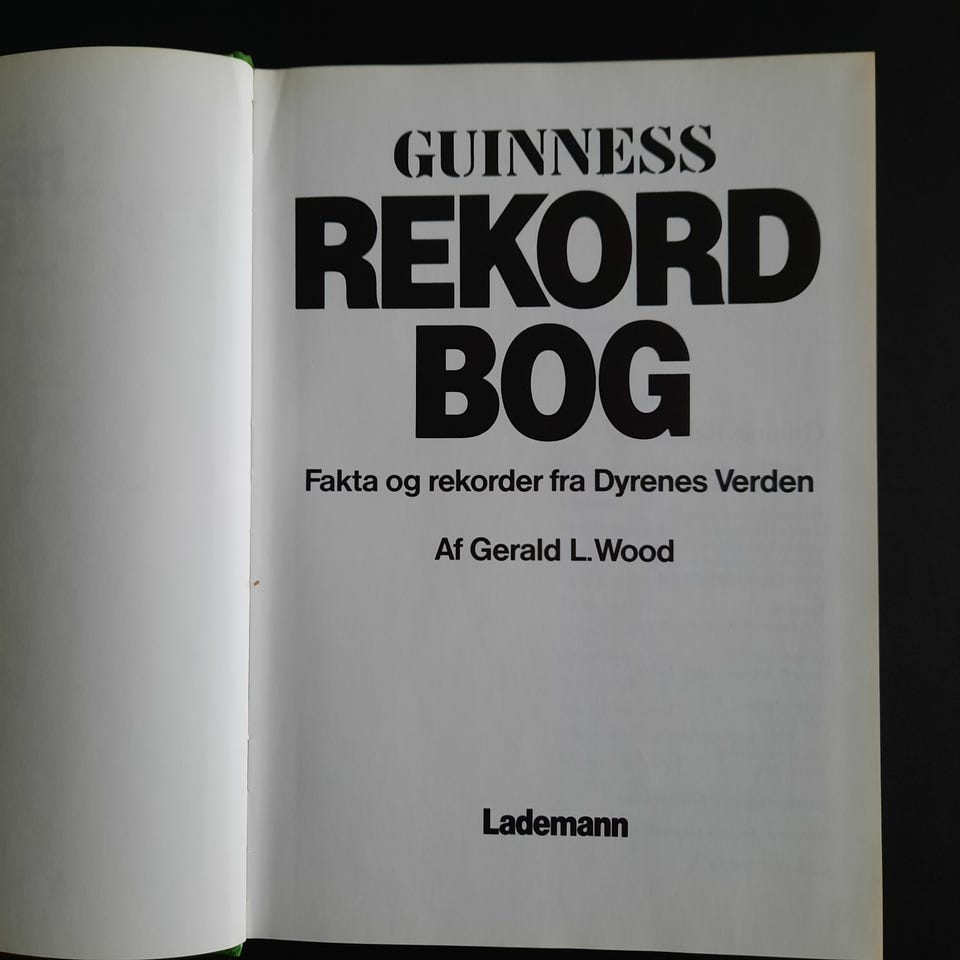 GUINNESS
REKORD
BOG
Fakta og rekorder fra Dyrenes Verden
Af Gerald L. Wood
Lademann